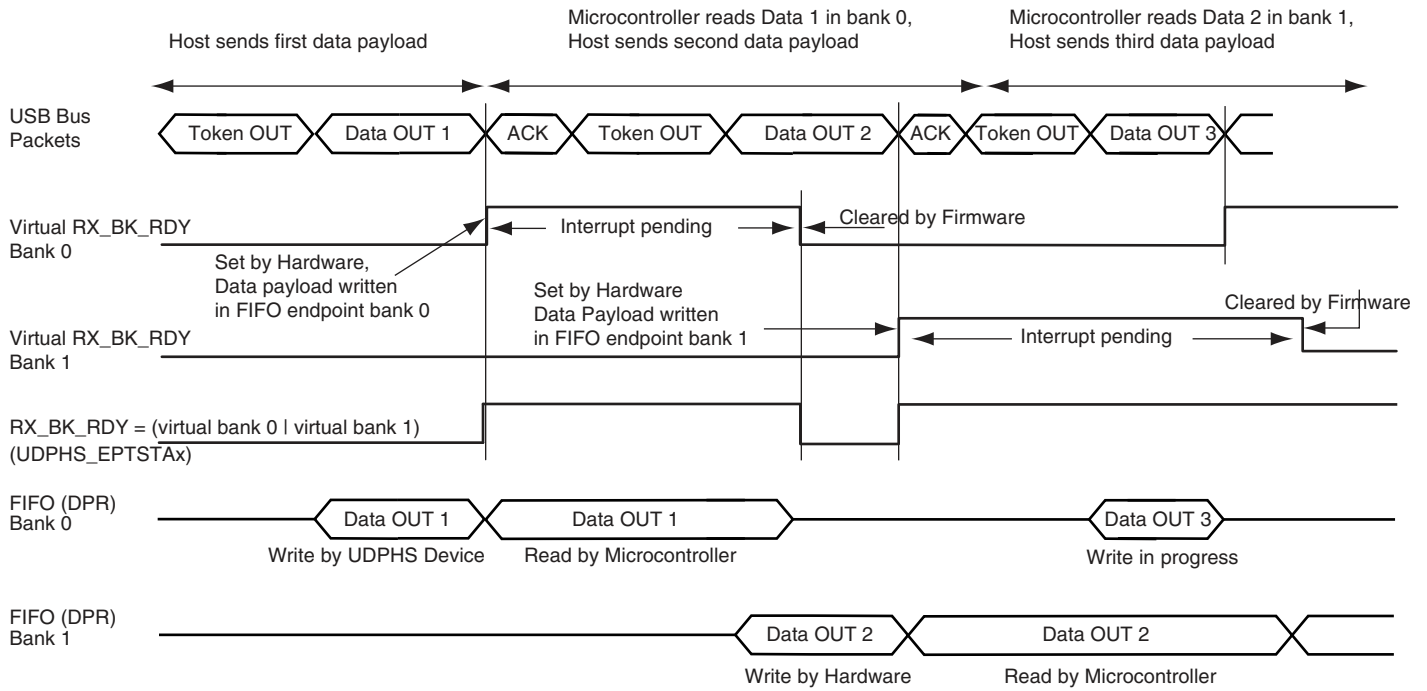 Host sends first data payload
Microcontroller reads Data 1 in bank 0,
Host sends second data payload
Microcontroller reads Data 2 in bank 1,
Host sends third data payload
USB Bus
Packets
Token OUT
Data OUT 1
ACK
Token OUT
Data OUT 2
ACK
Token OUT
Data OUT 3
Virtual RX_BK_RDY
Bank 0
Interrupt pending
Cleared by Firmware
Set by Hardware,
Data payload written
in FIFO endpoint bank 0
Set by Hardware
Data Payload written
in FIFO endpoint bank 1
Cleared by Firmware
Virtual RX_BK_RDY
Bank 1
Interrupt pending
RX_BK_RDY = (virtual bank 0 | virtual bank 1)
(UDPHS_EPTSTAx)
FIFO (DPR)
Bank 0
Data OUT 1
Data OUT 1
Data OUT 3
Write by UDPHS Device
Read by Microcontroller
Write in progress
FIFO (DPR)
Bank 1
Data OUT 2
Data OUT 2
Write by Hardware
Read by Microcontroller